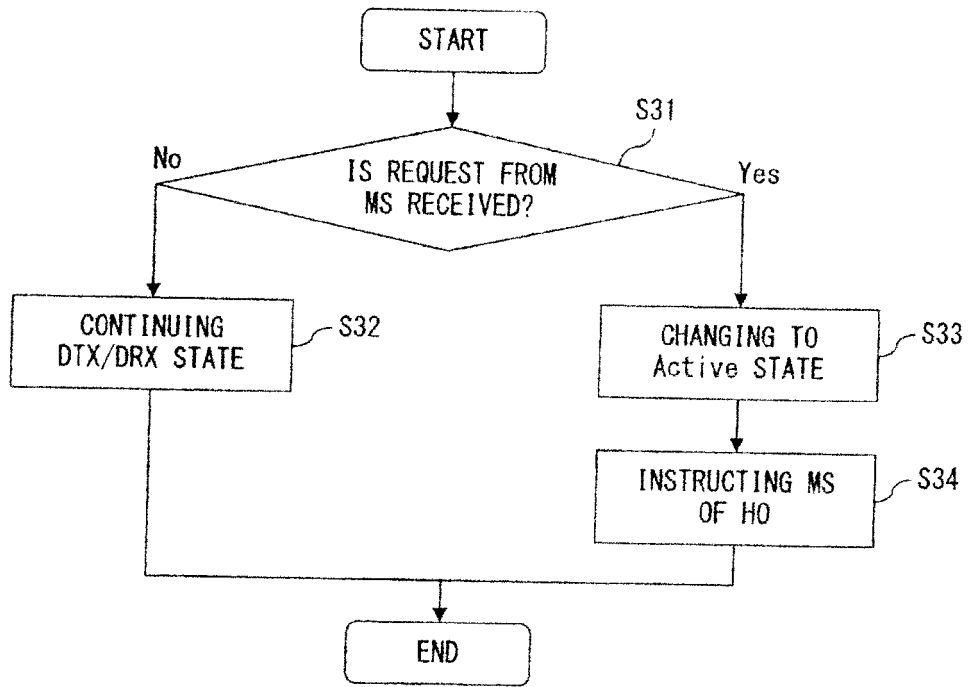 START
S31
No
IS REQUEST FROM
MS RECEIVED?
Yes
CONTINUING
DTX/DRX STATE
S32
CHANGING TO
Active STATE
S33
INSTRUCTING MS
OF HO
S34
END